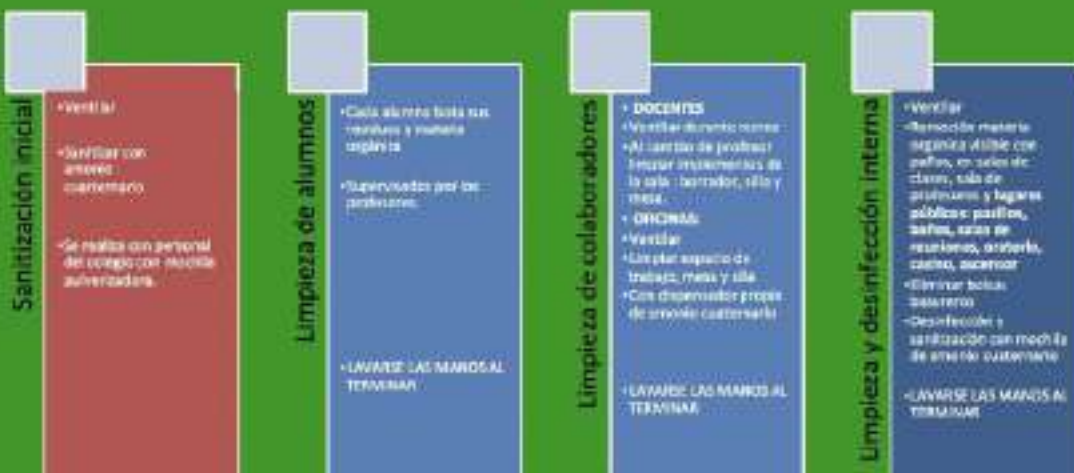 Sanitización inicial
•Ventilar
•Sanitizar con
amonio
cuaternario
•Se realiza con personal
del colegio con mochila
pulverizadora.
Limpieza de alumnos
•Cada alumno bota sus
residuos y materia
orgánica
•Supervisados por los
profesores.
•LAVARSE LAS MANOS AL
TERMINAR
Limpieza de colaboradores
• DOCENTES
•Ventilar durante
•Al cambio de profesor
limpiar implementos de
la sala : borrador, silla y
mesa.
• OFICINAS:
•Ventilar
•Limpiar espacio de
trabajo, mesa y silla
•Con dispensador propio
de amonio cuaternario
•LAVARSE LAS MANOS AL
TERMINAR
Limpieza y desinfección interna
•Ventilar
•Remoción materia
orgánica visible con
paños, en salas de
clases, sala de
profesores y lugares
públicos: pasillos,
baños, salas de
reuniones, oratorio,
casino, ascensor
•Eliminar bolsas
basureros
•Desinfección y
sanitización con mochila
de amonio cuaternario
•LAVARSE LAS MANOS AL
TERMINAR